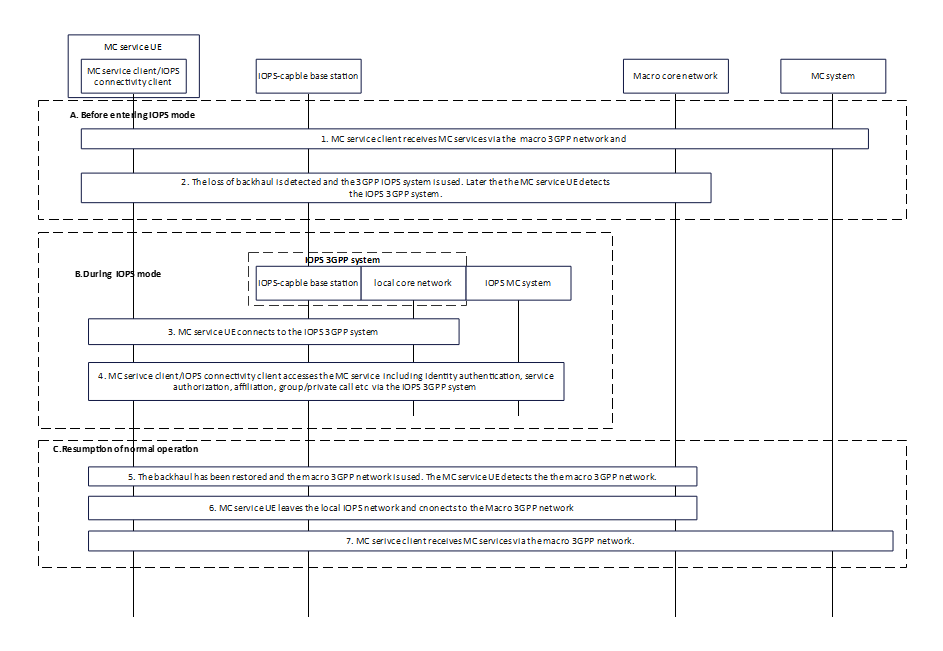 MC service UE
MC service client/IOPS
connectivity client
IOPS-capble base station
Macro core network
MC system
A. Before entering IOPS mode
1. MC service client receives MC services via the macro 3GPP network and
2. The loss of backhaul is detected and the 3GPP IOPS system is used. Later the the MC service UE detects
the IOPS 3GPP system.
IOPS 3GPP system
B.During IOPS mode
IOPS-capble base station
local core network
IOPS MC system
3. MC service UE connects to the IOPS 3GPP system
4. MC serivce client/IOPS connectivity client accesses the MC service including identity authentication, service
authorization, affiliation, group/private call etc via the IOPS 3GPP system
C.Resumption of normal operation
5. The backhaul has been restored and the macro 3GPP network is used. The MC service UE detects the the macro 3GPP network.
6. MC service UE leaves the local IOPS network and cnonects to the Macro 3GPP network
7. MC serivce client receives MC services via the macro 3GPP network.